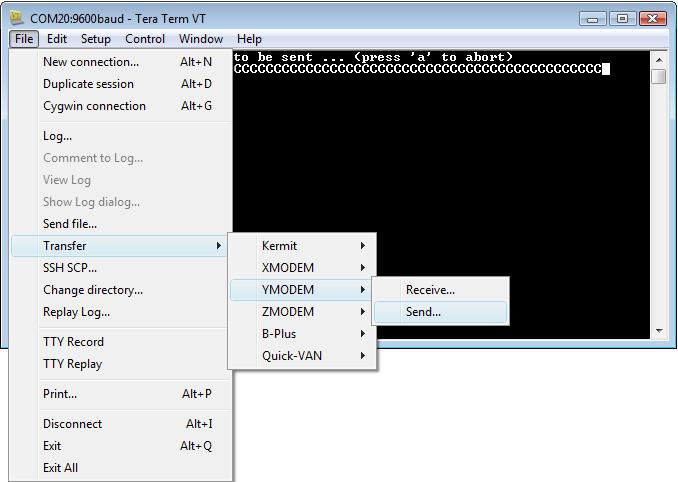 COM20:9600baud - Tera Term VT
File Edit Setup Control Window Help
to be sent ... (press 'a' to abort)
CCCCCCCCCCCCCCCCCCCCCCCCCCCCCCCCCCCCCCCCCCCCCC
New connection... Alt+N
Duplicate session Alt+D
Cygwin connection Alt+G
Log...
Comment to Log...
View Log
Show Log dialog...
Send file...
Transfer
SSH SCP...
Change directory...
Replay Log...
TTY Record
TTY Replay
Print... Alt+P
Disconnect Alt+I
Exit Alt+Q
Exit All
Kermit
XMODEM
YMODEM
ZMODEM
B-Plus
Quick-VAN
Receive...
Send...